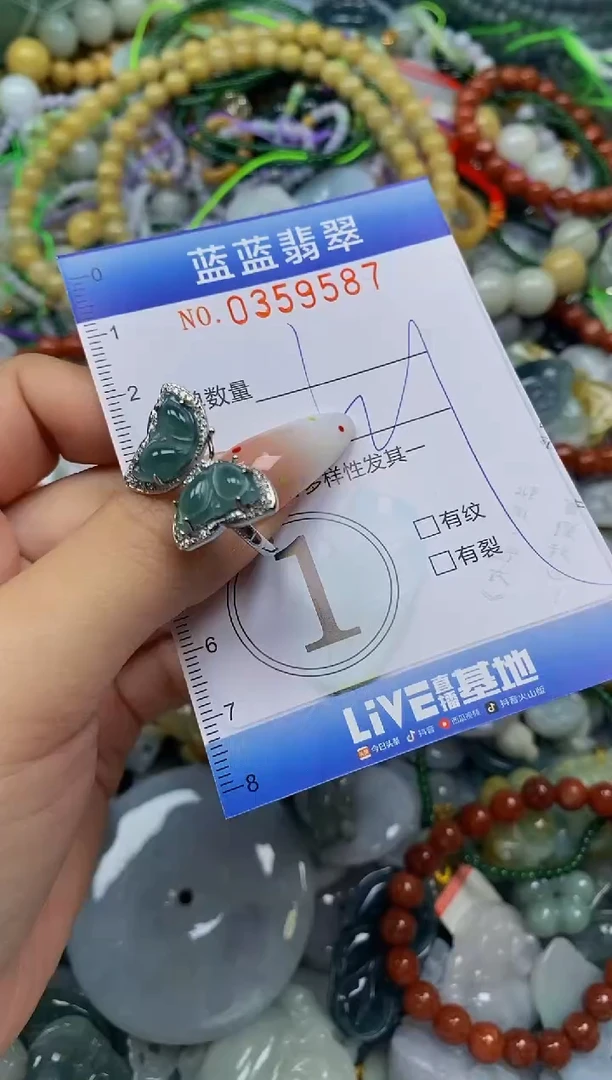 蓝蓝翡翠
NO. 0359587
0
1
2
数量
多样性发其一
□有纹
□有裂
1
6
7
8
LiVE直播基地
今日头条 抖音 西瓜视频 抖音火山版